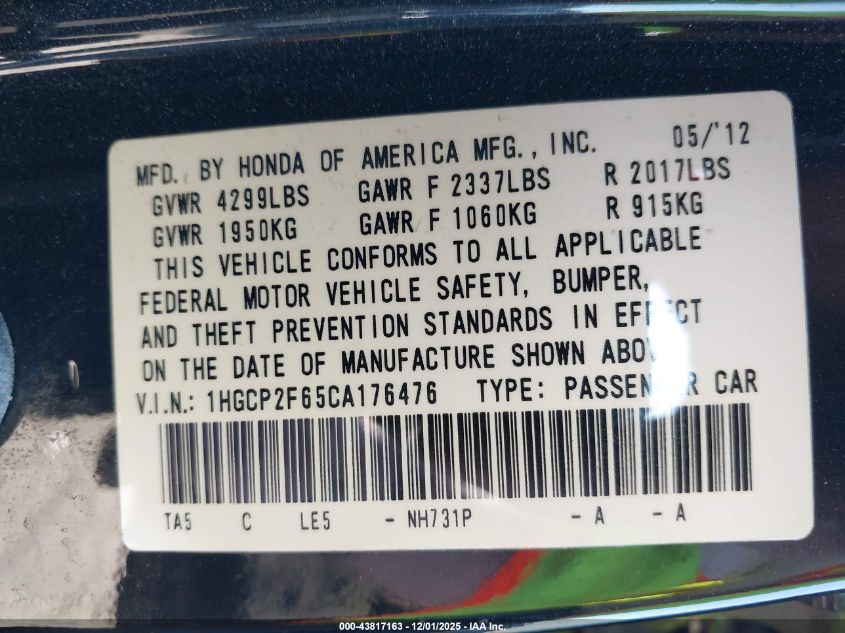 MFD. BY HONDA OF AMERICA MFG., INC. 05/'12
GVWR 4299LBS GAWR F 2337LBS R 2017LBS
GVWR 1950KG GAWR F 1060KG R 915KG
THIS VEHICLE CONFORMS TO ALL APPLICABLE
FEDERAL MOTOR VEHICLE SAFETY, BUMPER,
AND THEFT PREVENTION STANDARDS IN EFFECT
ON THE DATE OF MANUFACTURE SHOWN ABOVE.
V.I.N.: 1HGCP2F65CA176476 TYPE: PASSENGER CAR
TA5 C LE5 - NH731P - A - A
000-43817163 - 12/01/2025 - IAA Inc.